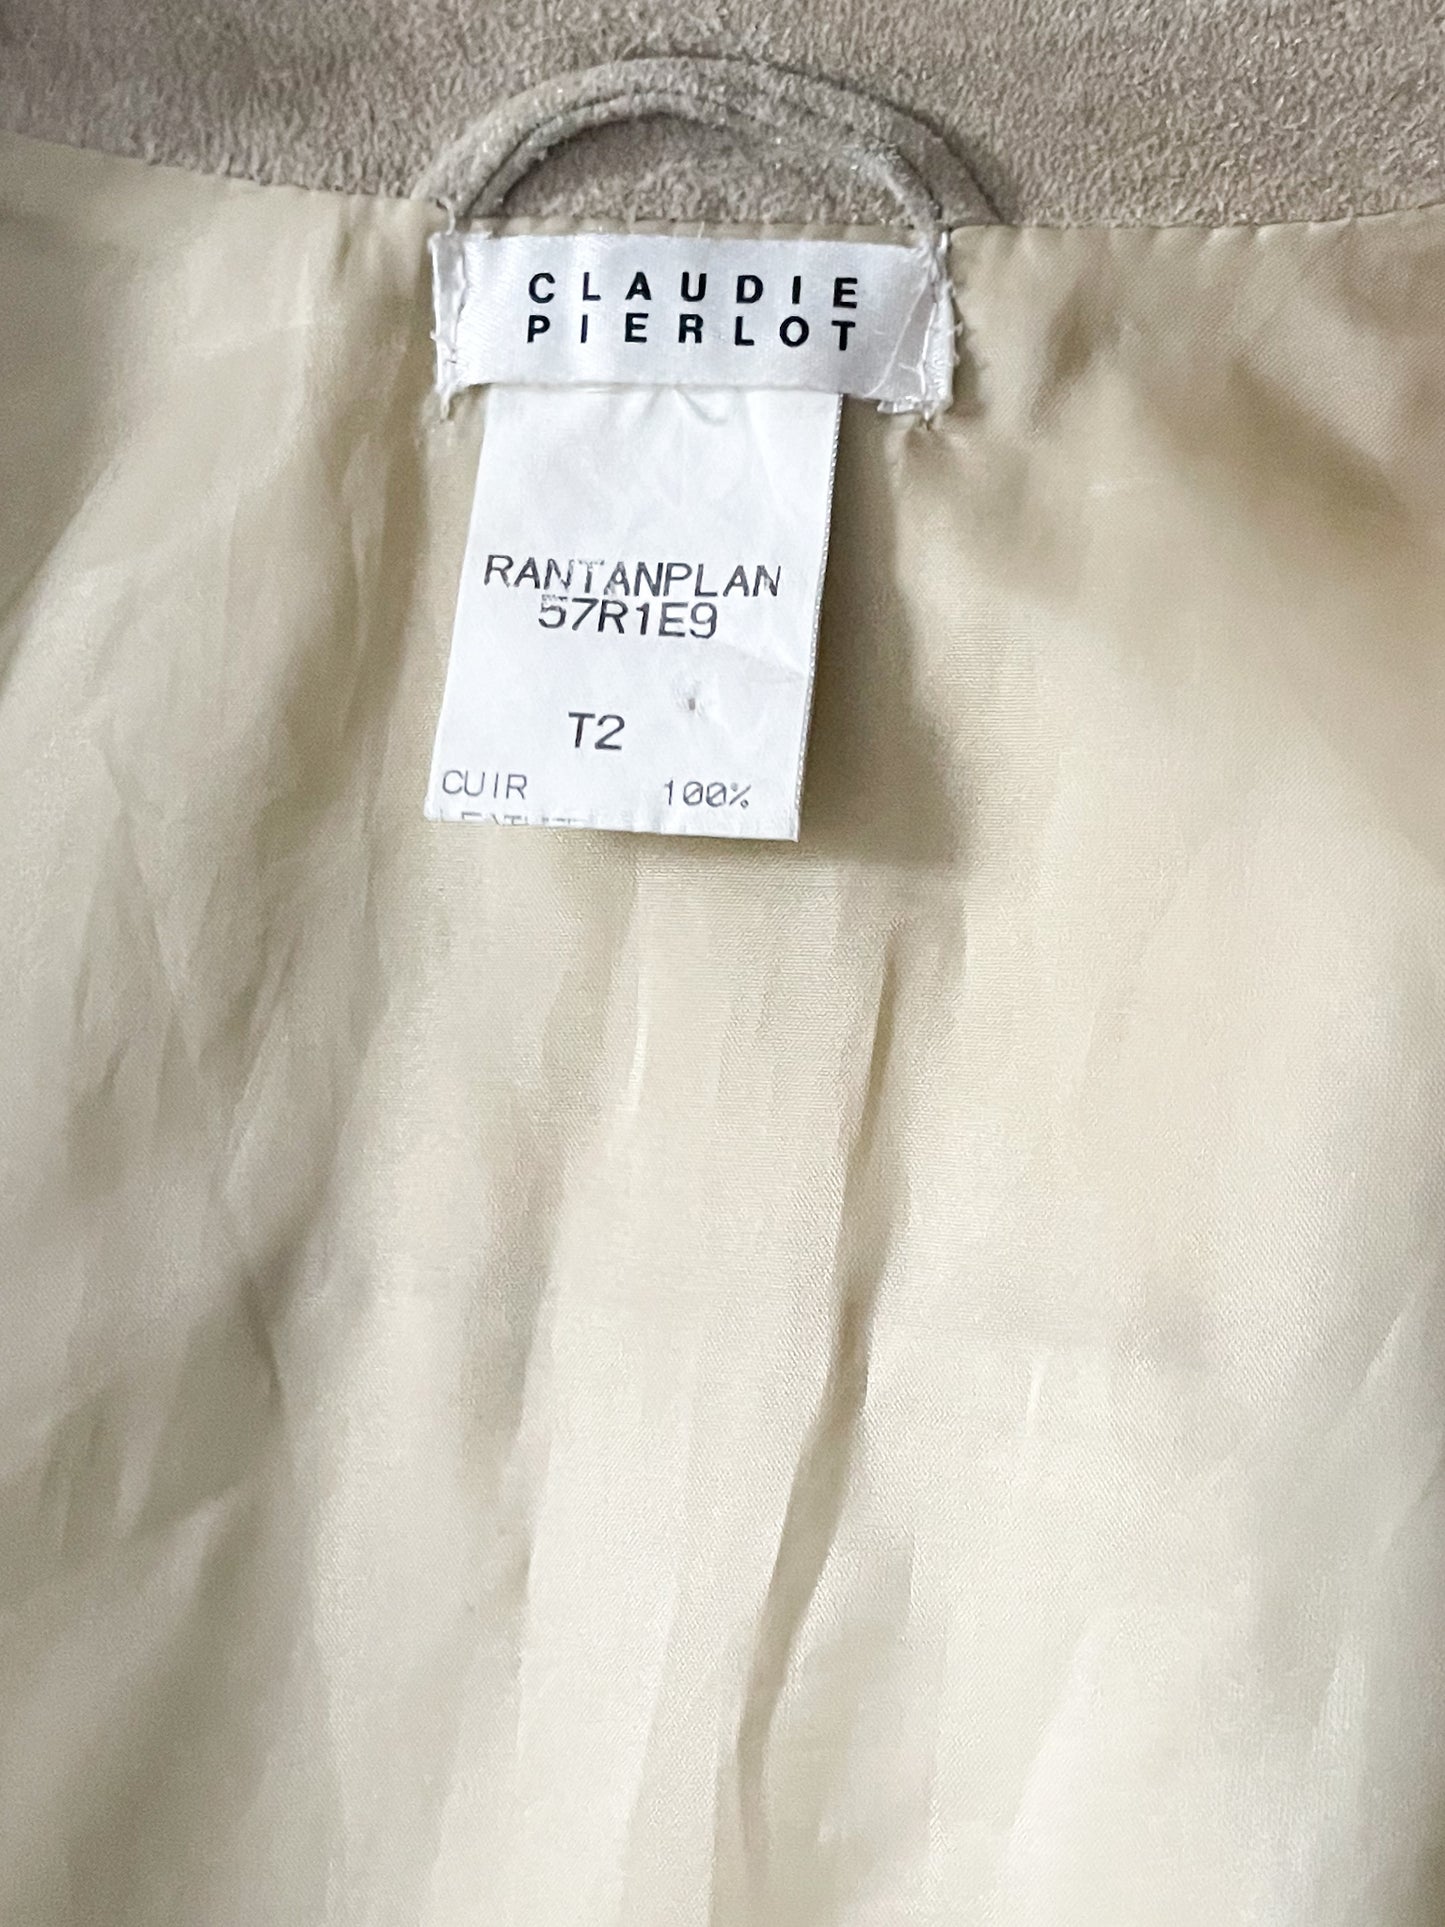 CLAUDIE
PIERLOT
RANTANPLAN
57R1E9
T2
CUIR 100%